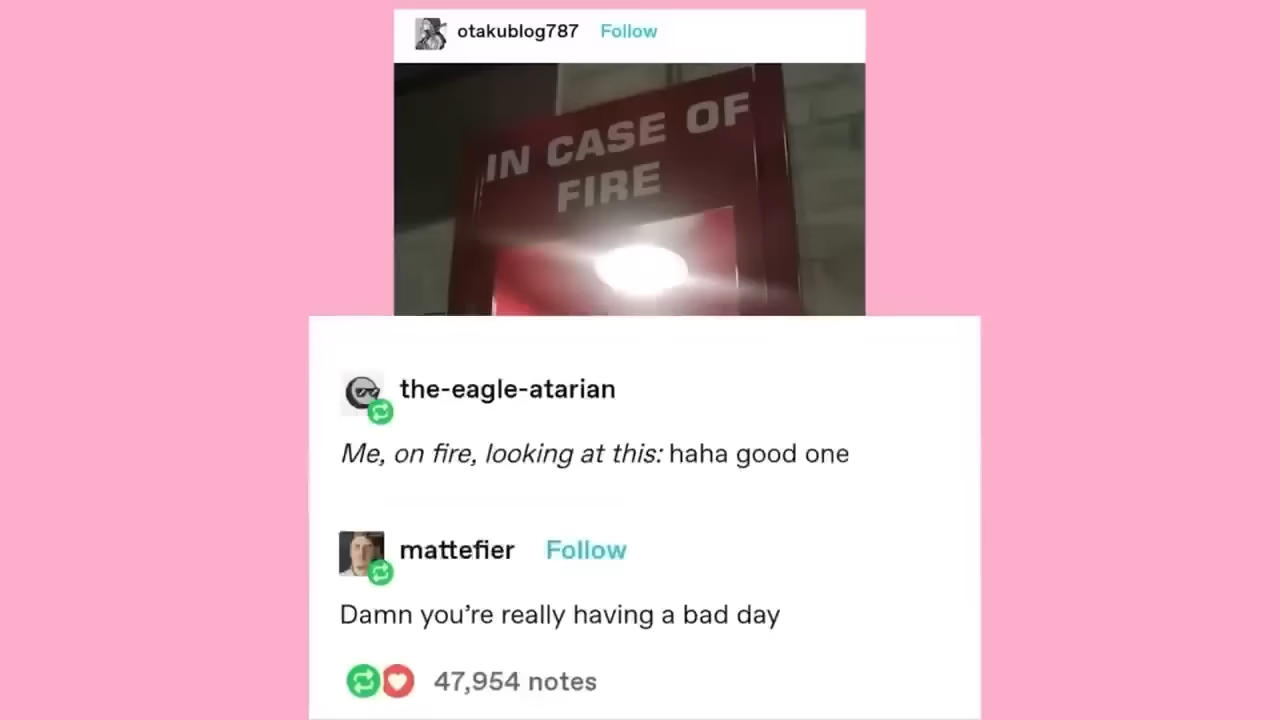 otakublog787 Follow
IN CASE OF
FIRE
the-eagle-atarian
Me, on fire, looking at this: haha good one
mattefier Follow
Damn you’re really having a bad day
47,954 notes